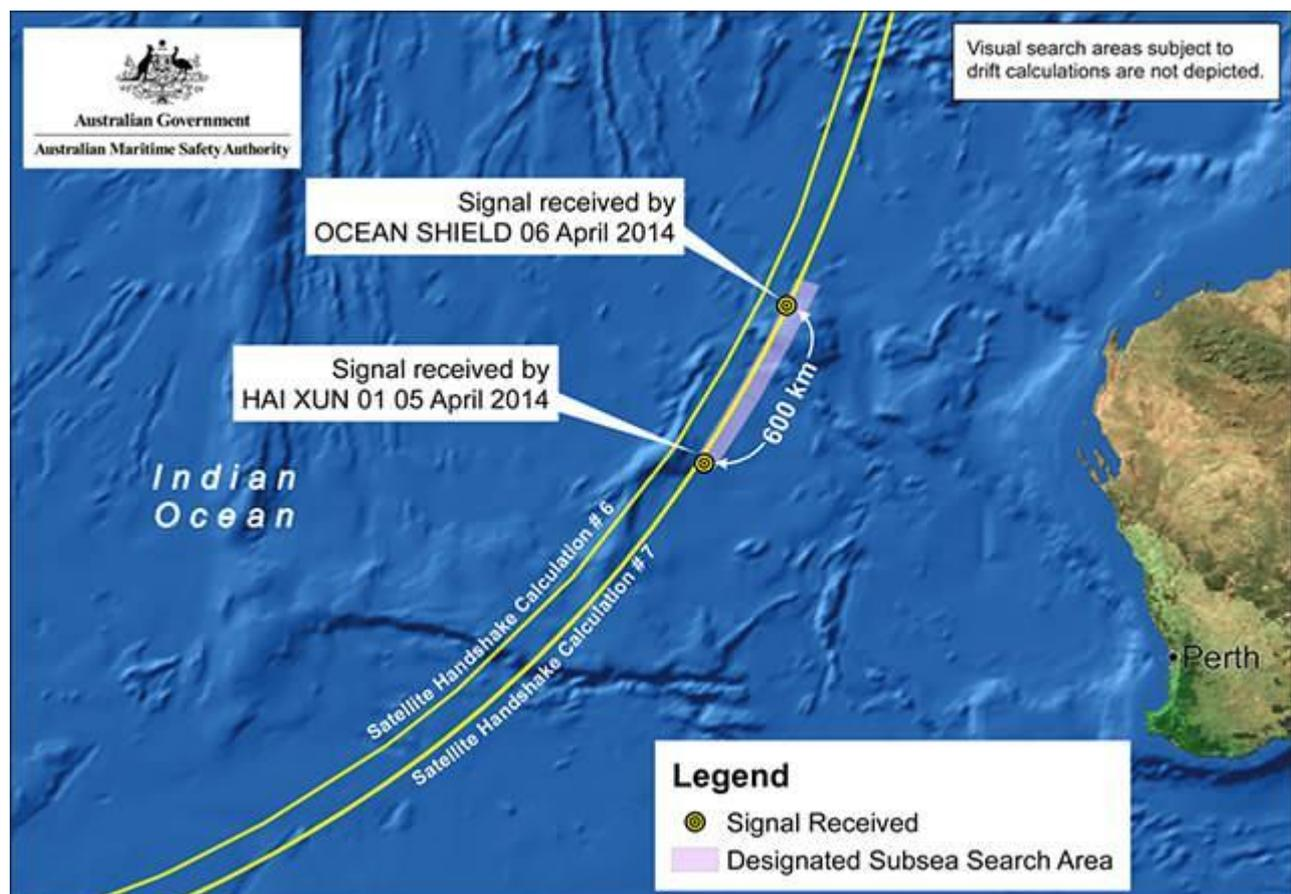 Australian Government
Australian Maritime Safety Authority
Visual search areas subject to
drift calculations are not depicted.
Signal received by
OCEAN SHIELD 06 April 2014
Signal received by
HAI XUN 01 05 April 2014
600 km
Indian
Ocean
Satellite Handshake Calculation # 6
Satellite Handshake Calculation # 7
Perth
Legend
Signal Received
Designated Subsea Search Area